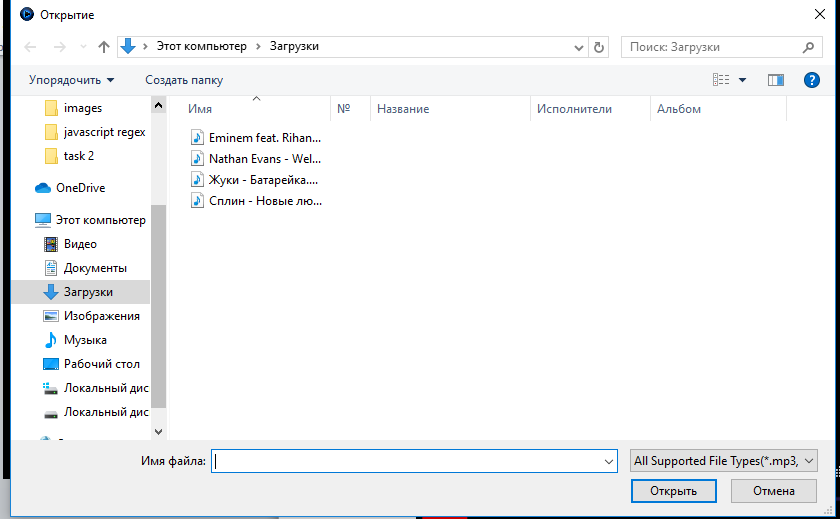 Открытие
Этот компьютер > Загрузки
Поиск: Загрузки
Упорядочить
Создать папку
Имя
№
Название
Исполнители
Альбом
images
javascript regex
task 2
OneDrive
Этот компьютер
Видео
Документы
Загрузки
Изображения
Музыка
Рабочий стол
Локальный дис
Локальный дис
Eminem feat. Rihan...
Nathan Evans - Wel...
Жуки - Батарейка....
Сплин - Новые лю...
Имя файла:
All Supported File Types(*.mp3,
Открыть
Отмена